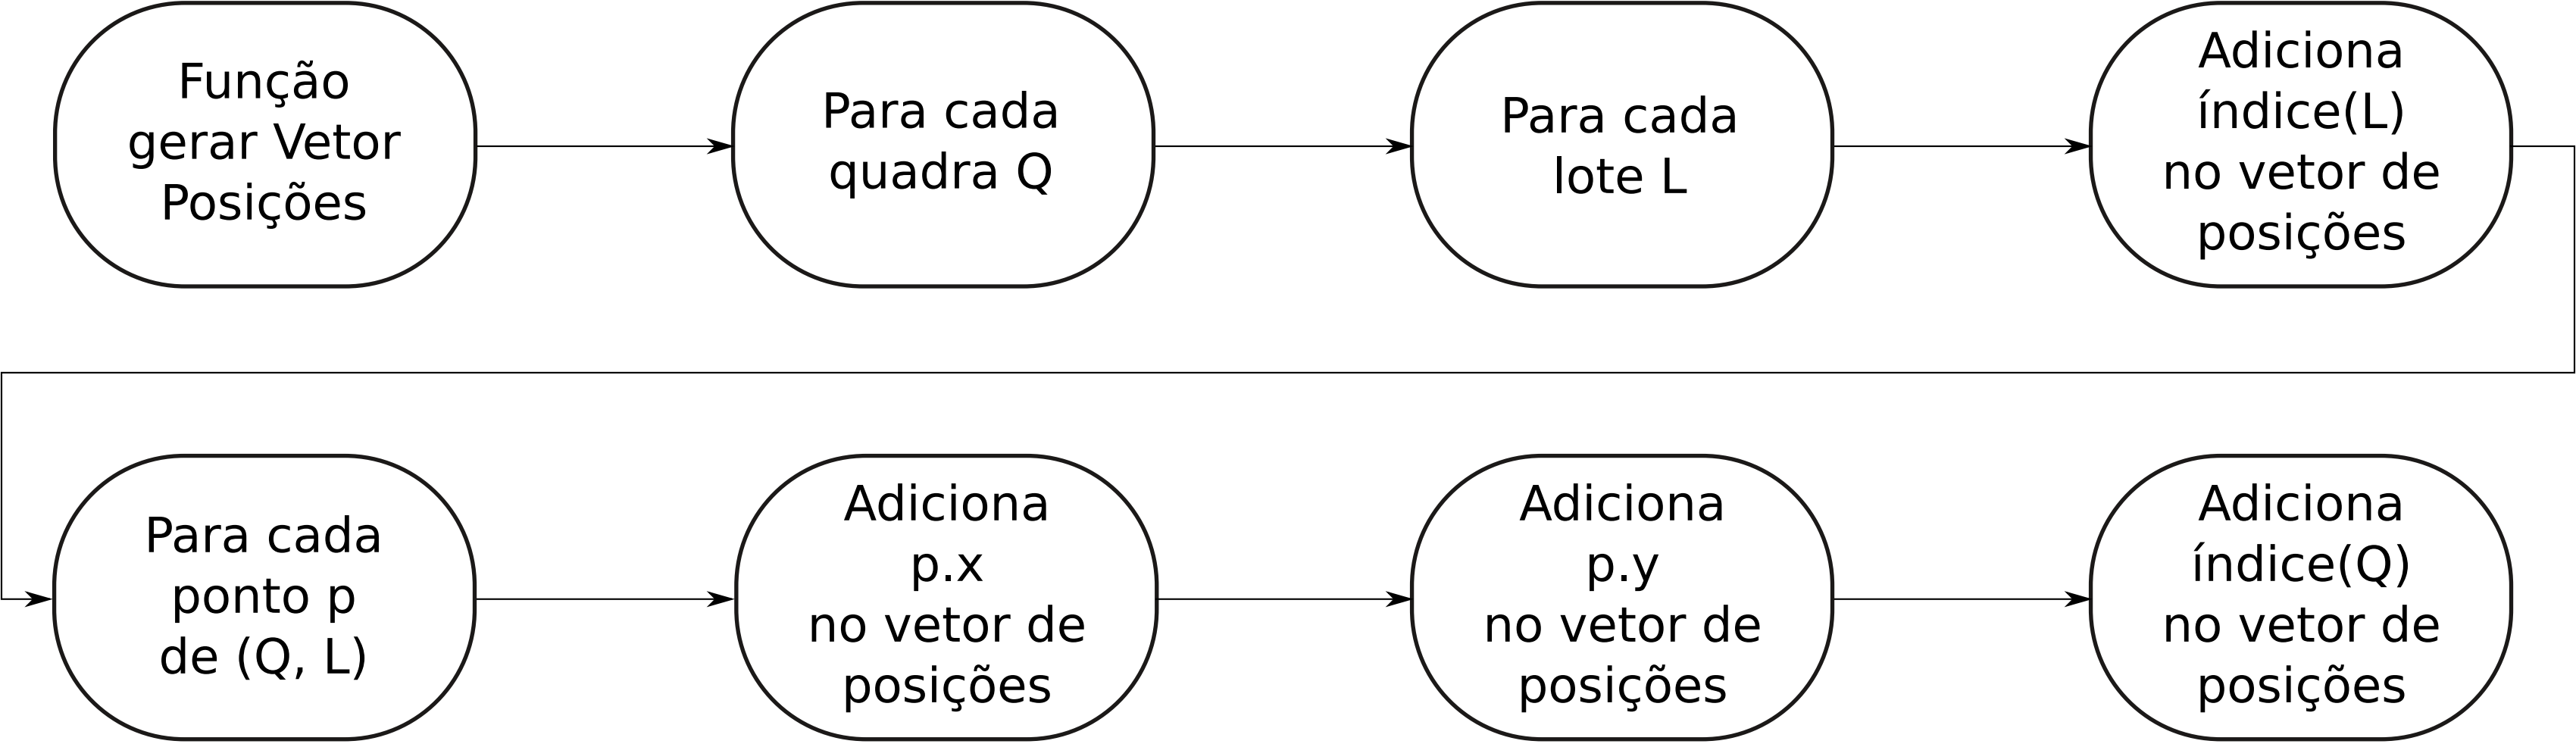 Função
gerar Vetor
Posições
Para cada
quadra Q
Para cada
lote L
Adiciona
índice(L)
no vetor de
posições
Para cada
ponto p
de (Q, L)
Adiciona
p.x
no vetor de
posições
Adiciona
p.y
no vetor de
posições
Adiciona
índice(Q)
no vetor de
posições